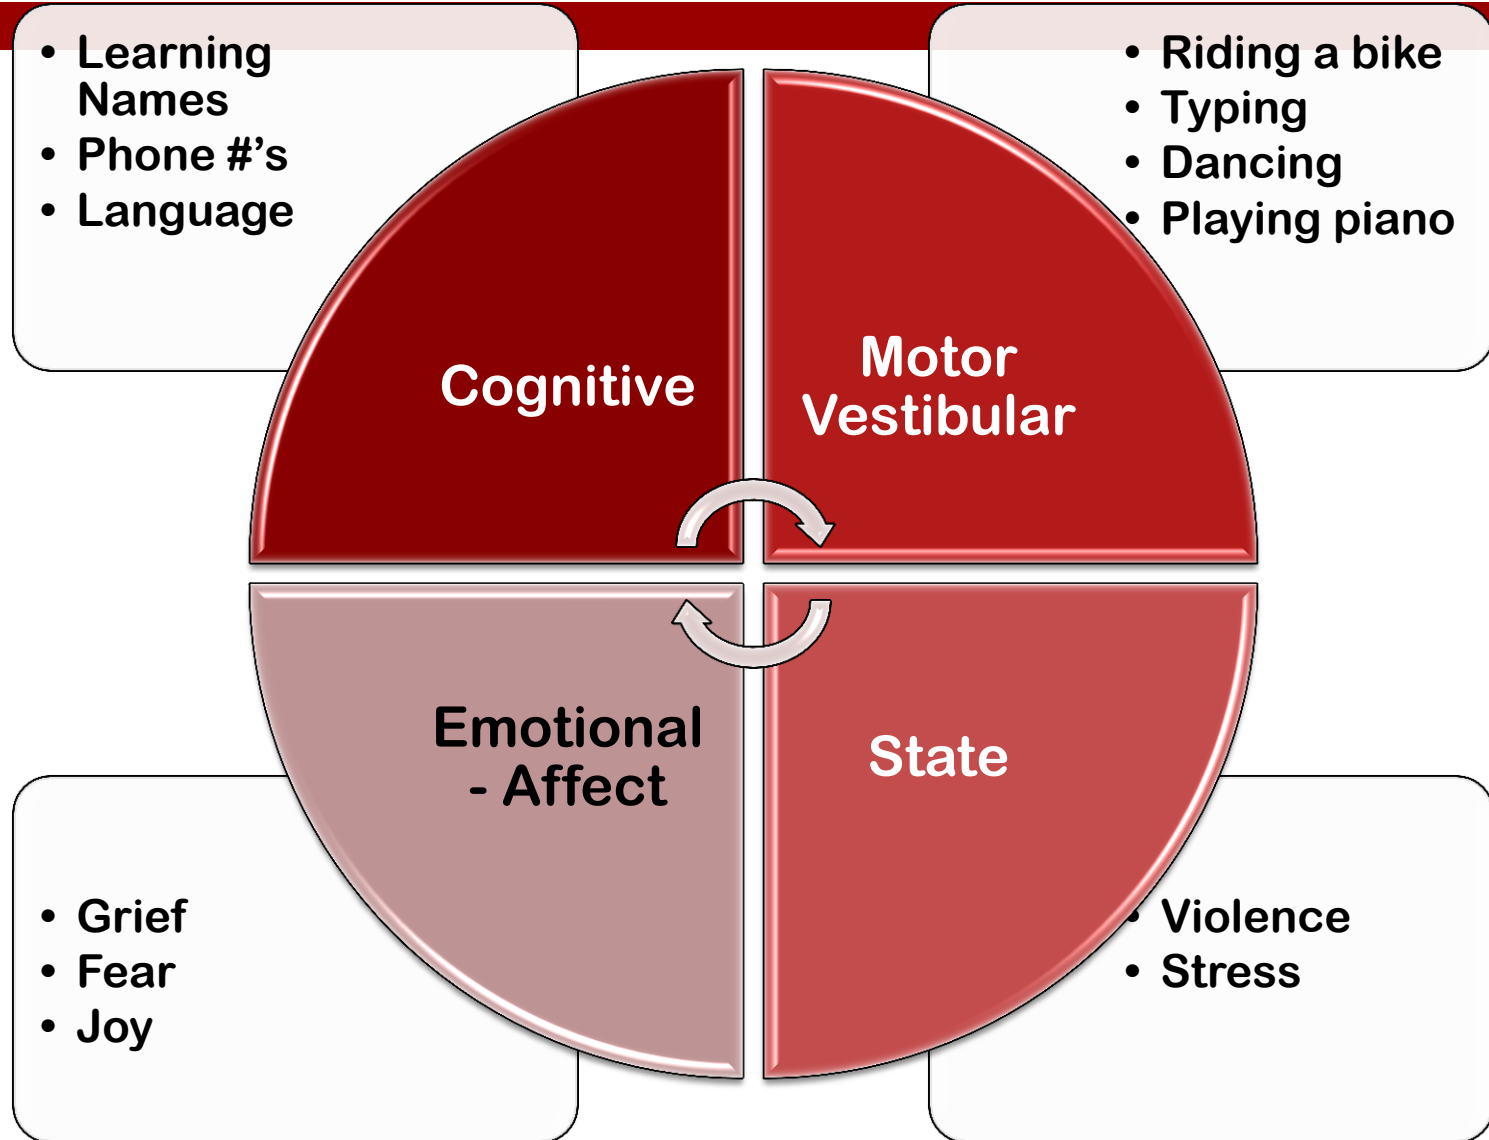 • Learning
Names
• Phone #’s
• Language
• Riding a bike
• Typing
• Dancing
• Playing piano
Cognitive
Motor
Vestibular
Emotional
- Affect
State
• Grief
• Fear
• Joy
• Violence
• Stress